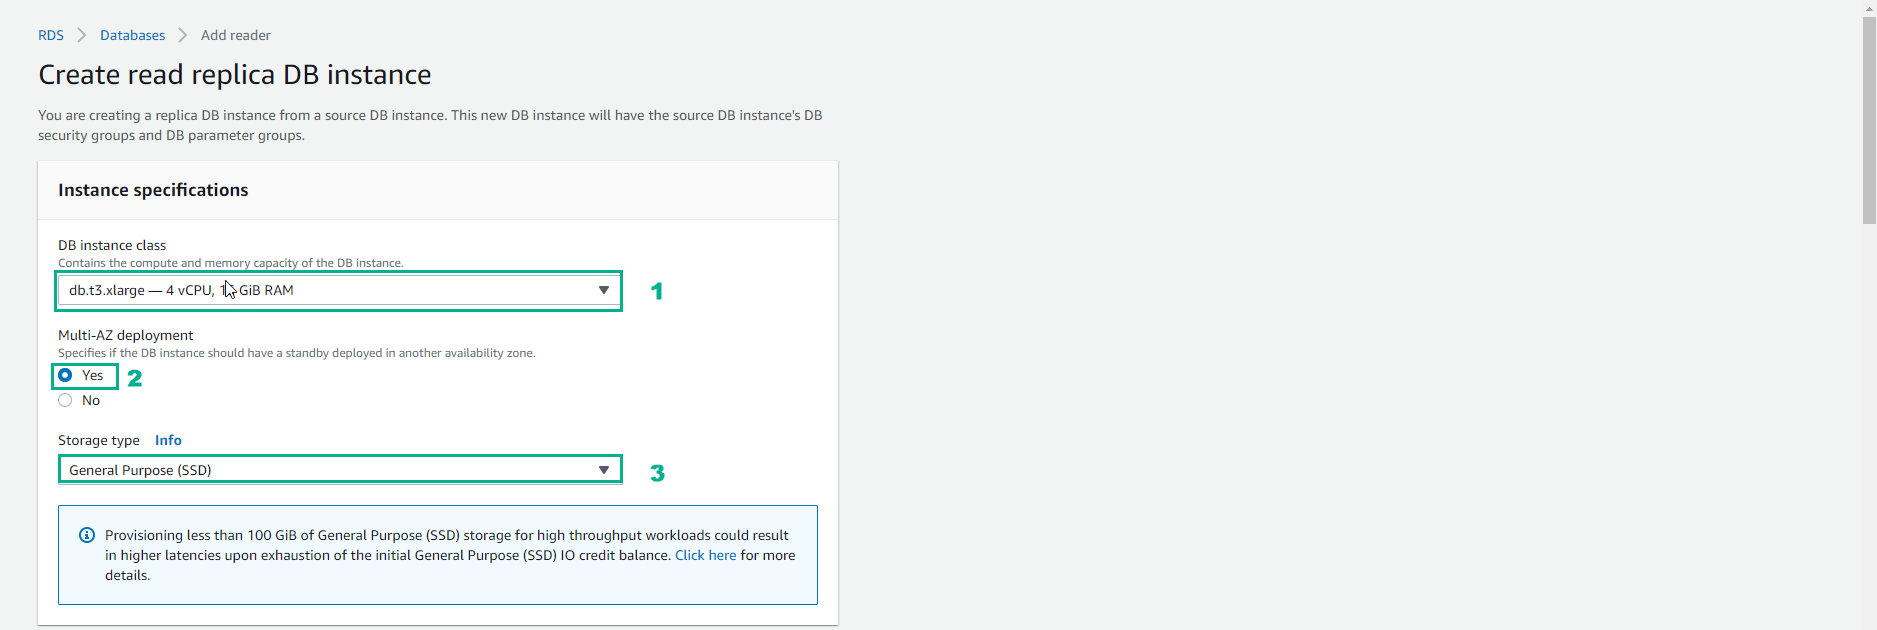 RDS > Databases > Add reader
Create read replica DB instance
You are creating a replica DB instance from a source DB instance. This new DB instance will have the source DB instance's DB
security groups and DB parameter groups.
Instance specifications
DB instance class
Contains the compute and memory capacity of the DB instance.
db.t3.xlarge — 4 vCPU, GiB RAM
1
Multi-AZ deployment
Specifies if the DB instance should have a standby deployed in another availability zone.
Yes
2
No
Storage type Info
General Purpose (SSD)
3
Provisioning less than 100 GiB of General Purpose (SSD) storage for high throughput workloads could result
in higher latencies upon exhaustion of the initial General Purpose (SSD) IO credit balance. Click here for more
details.